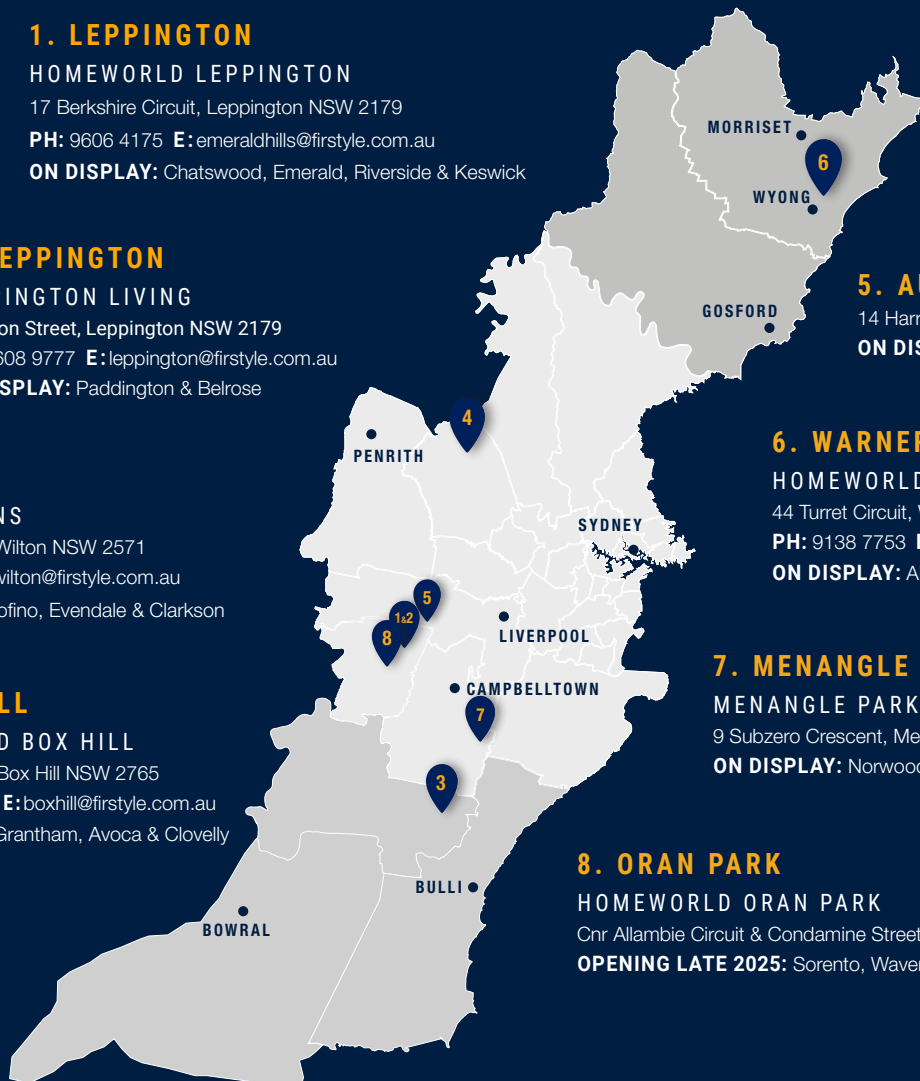 1. LEPPINGTON
HOMEWORLD LEPPINGTON
17 Berkshire Circuit, Leppington NSW 2179
PH: 9606 4175 E: emeraldhills@firstyle.com.au
ON DISPLAY: Chatswood, Emerald, Riverside & Keswick
EPPINGTON
PINGTON LIVING
on Street, Leppington NSW 2179
608 9777 E: leppington@firstyle.com.au
SPLAY: Paddington & Belrose
NS
Wilton NSW 2571
wilton@firstyle.com.au
ofino, Evendale & Clarkson
LL
D BOX HILL
Box Hill NSW 2765
E: boxhill@firstyle.com.au
Grantham, Avoca & Clovelly
MORRISET
6
WYONG
GOSFORD
4
PENRITH
SYDNEY
5
1&2
8
LIVERPOOL
CAMPBELLTOWN
7
3
BULLI
BOWRAL
5. AU
14 Harr
ON DIS
6. WARNER
HOMEWORLD
44 Turret Circuit, W
PH: 9138 7753
ON DISPLAY: A
7. MENANGLE
MENANGLE PARK
9 Subzero Crescent, Me
ON DISPLAY: Norwood
8. ORAN PARK
HOMEWORLD ORAN PARK
Cnr Allambie Circuit & Condamine Street
OPENING LATE 2025: Sorento, Waver